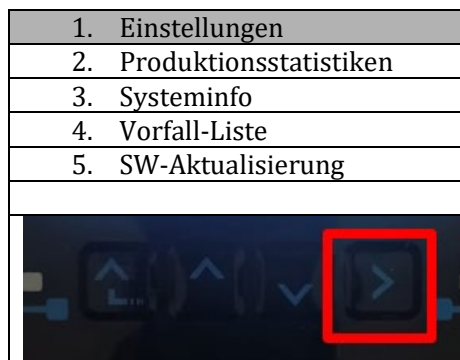 1. Einstellungen
2. Produktionsstatistiken
3. Systeminfo
4. Vorfall-Liste
5. SW-Aktualisierung